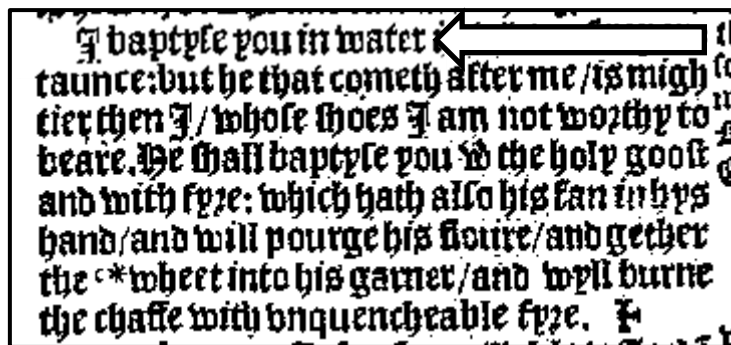 I baptyse you in water
taunce: but he that cometh after me / is migh
tier then I / whose shoes I am not worthy to
beare. He shall baptyse you wͭ the holy goost
and with fyre: which hath also his fan in hys
hand / and will pourge his floure / and gether
the c* wheet into his garner / and wyll burne
the chaffe with vnquencheable fyre. F